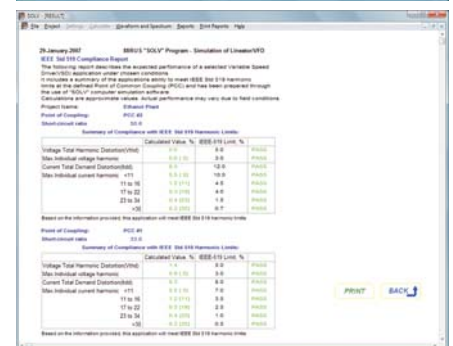 SOLV - [RESULT]
File Project Settings Calculate Waveform and Spectrum Reports Print Reports Help
29 January 2007 MIRUS "SOLV" Program - Simulation of Lineator/VFD
IEEE Std 519 Compliance Report
The following report describes the expected performance of a selected Variable Speed
Drive(VSD) application under chosen conditions.
It includes a summary of the applications ability to meet IEEE Std 519 harmonic
limits at the defined Point of Common Coupling (PCC) and has been prepared through
the use of "SOLV" computer simulation software.
Calculations are approximate values. Actual performance may vary due to field conditions.
Project Name: Ethanol Plant
Point of Coupling: PCC #2
Short-circuit ratio
Summary of Compliance with IEEE Std 519 Harmonic Limits:
Calculated Value, % IEEE-519 Limit, %
Voltage Total Harmonic Distortion(Vthd) 5.0 PASS
Max Individual voltage harmonic 3.0 PASS
Current Total Demand Distortion(Itdd) 12.0 PASS
Max Individual current harmonic <11 10.0 PASS
11 to 16 4.5 PASS
17 to 22 4.0 PASS
23 to 34 1.5 PASS
>35 0.7 PASS
Based on the information provided, this application will meet IEEE Std 519 harmonic limits
Point of Coupling: PCC #1
Short-circuit ratio
Summary of Compliance with IEEE Std 519 Harmonic Limits:
Calculated Value, % IEEE-519 Limit, %
Voltage Total Harmonic Distortion(Vthd) 5.0 PASS
Max Individual voltage harmonic 3.0 PASS
Current Total Demand Distortion(Itdd) 8.0 PASS
Max Individual current harmonic <11 7.0 PASS
11 to 16 3.5 PASS
17 to 22 2.5 PASS
23 to 34 1.0 PASS
>35 0.5 PASS
Based on the information provided, this application will meet IEEE Std 519 harmonic limits
PRINT BACK